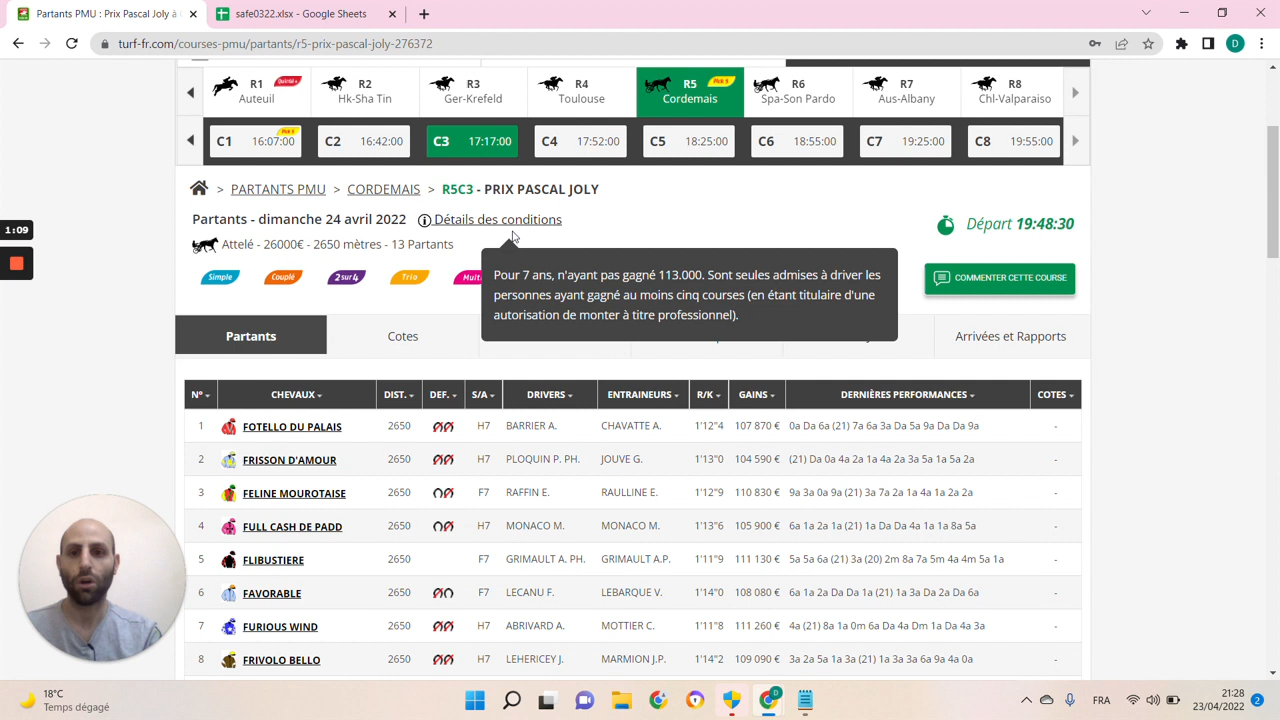 Partants PMU : Prix Pascal Joly à C
safe0322.xlsx - Google Sheets
turf-fr.com/courses-pmu/partants/r5-prix-pascal-joly-276372
D
R1 Quinté+ Auteuil
R2 Hk-Sha Tin
R3 Ger-Krefeld
R4 Toulouse
R5 Pick 5 Cordemais
R6 Spa-Son Pardo
R7 Aus-Albany
R8 Chl-Valparaiso
C1 16:07:00 Pick 5
C2 16:42:00
C3 17:17:00
C4 17:52:00
C5 18:25:00
C6 18:55:00
C7 19:25:00
C8 19:55:00
> PARTANTS PMU > CORDEMAIS > R5C3 - PRIX PASCAL JOLY
Partants - dimanche 24 avril 2022 Détails des conditions
Départ 19:48:30
1:09
Attelé - 26000€ - 2650 mètres - 13 Partants
Simple Couplé 2 sur 4 Trio Mult
Pour 7 ans, n'ayant pas gagné 113.000. Sont seules admises à driver les
personnes ayant gagné au moins cinq courses (en étant titulaire d'une
autorisation de monter à titre professionnel).
COMMENTER CETTE COURSE
Partants Cotes Arrivées et Rapports
N° CHEVAUX DIST. DEF. S/A DRIVERS ENTRAINEURS R/K GAINS DERNIÈRES PERFORMANCES COTES
1 FOTELLO DU PALAIS 2650 H7 BARRIER A. CHAVATTE A. 1'12"4 107 870 € 0a Da 6a (21) 7a 6a 3a Da 5a 9a Da Da 9a -
2 FRISSON D'AMOUR 2650 H7 PLOQUIN P. PH. JOUVE G. 1'13"0 104 590 € (21) Da 0a 4a 2a 1a 4a 2a 3a 5a 1a 5a 2a -
3 FELINE MOUROTAISE 2650 F7 RAFFIN E. RAULLINE E. 1'12"9 110 830 € 9a 3a 0a 9a (21) 3a 7a 2a 1a 4a 1a 2a 2a -
4 FULL CASH DE PADD 2650 H7 MONACO M. MONACO M. 1'13"6 105 900 € 6a 1a 2a 1a (21) 1a Da Da 4a 1a 1a 8a 5a -
5 FLIBUSTIERE 2650 F7 GRIMAULT A. PH. GRIMAULT A.P. 1'11"9 111 130 € 5a 5a 6a (21) 3a (20) 2m 8a 7a 5m 4a 4m 5a 1a -
6 FAVORABLE 2650 F7 LECANU F. LEBARQUE V. 1'14"0 108 080 € 6a 1a 2a Da Da 1a (21) 1a 3a Da 2a Da 6a -
7 FURIOUS WIND 2650 H7 ABRIVARD A. MOTTIER C. 1'11"8 111 260 € 4a (21) 8a 1a 0m 6a Da 4a Dm 1a Da 4a 3a -
8 FRIVOLO BELLO 2650 H7 LEHERICEY J. MARMION J.P. 1'14"2 109 090 € 3a 2a 5a 1a 3a (21) 1a 3a 3a 6a 9a 4a 0a -
18°C
Temps dégagé
FRA
21:28
23/04/2022
2